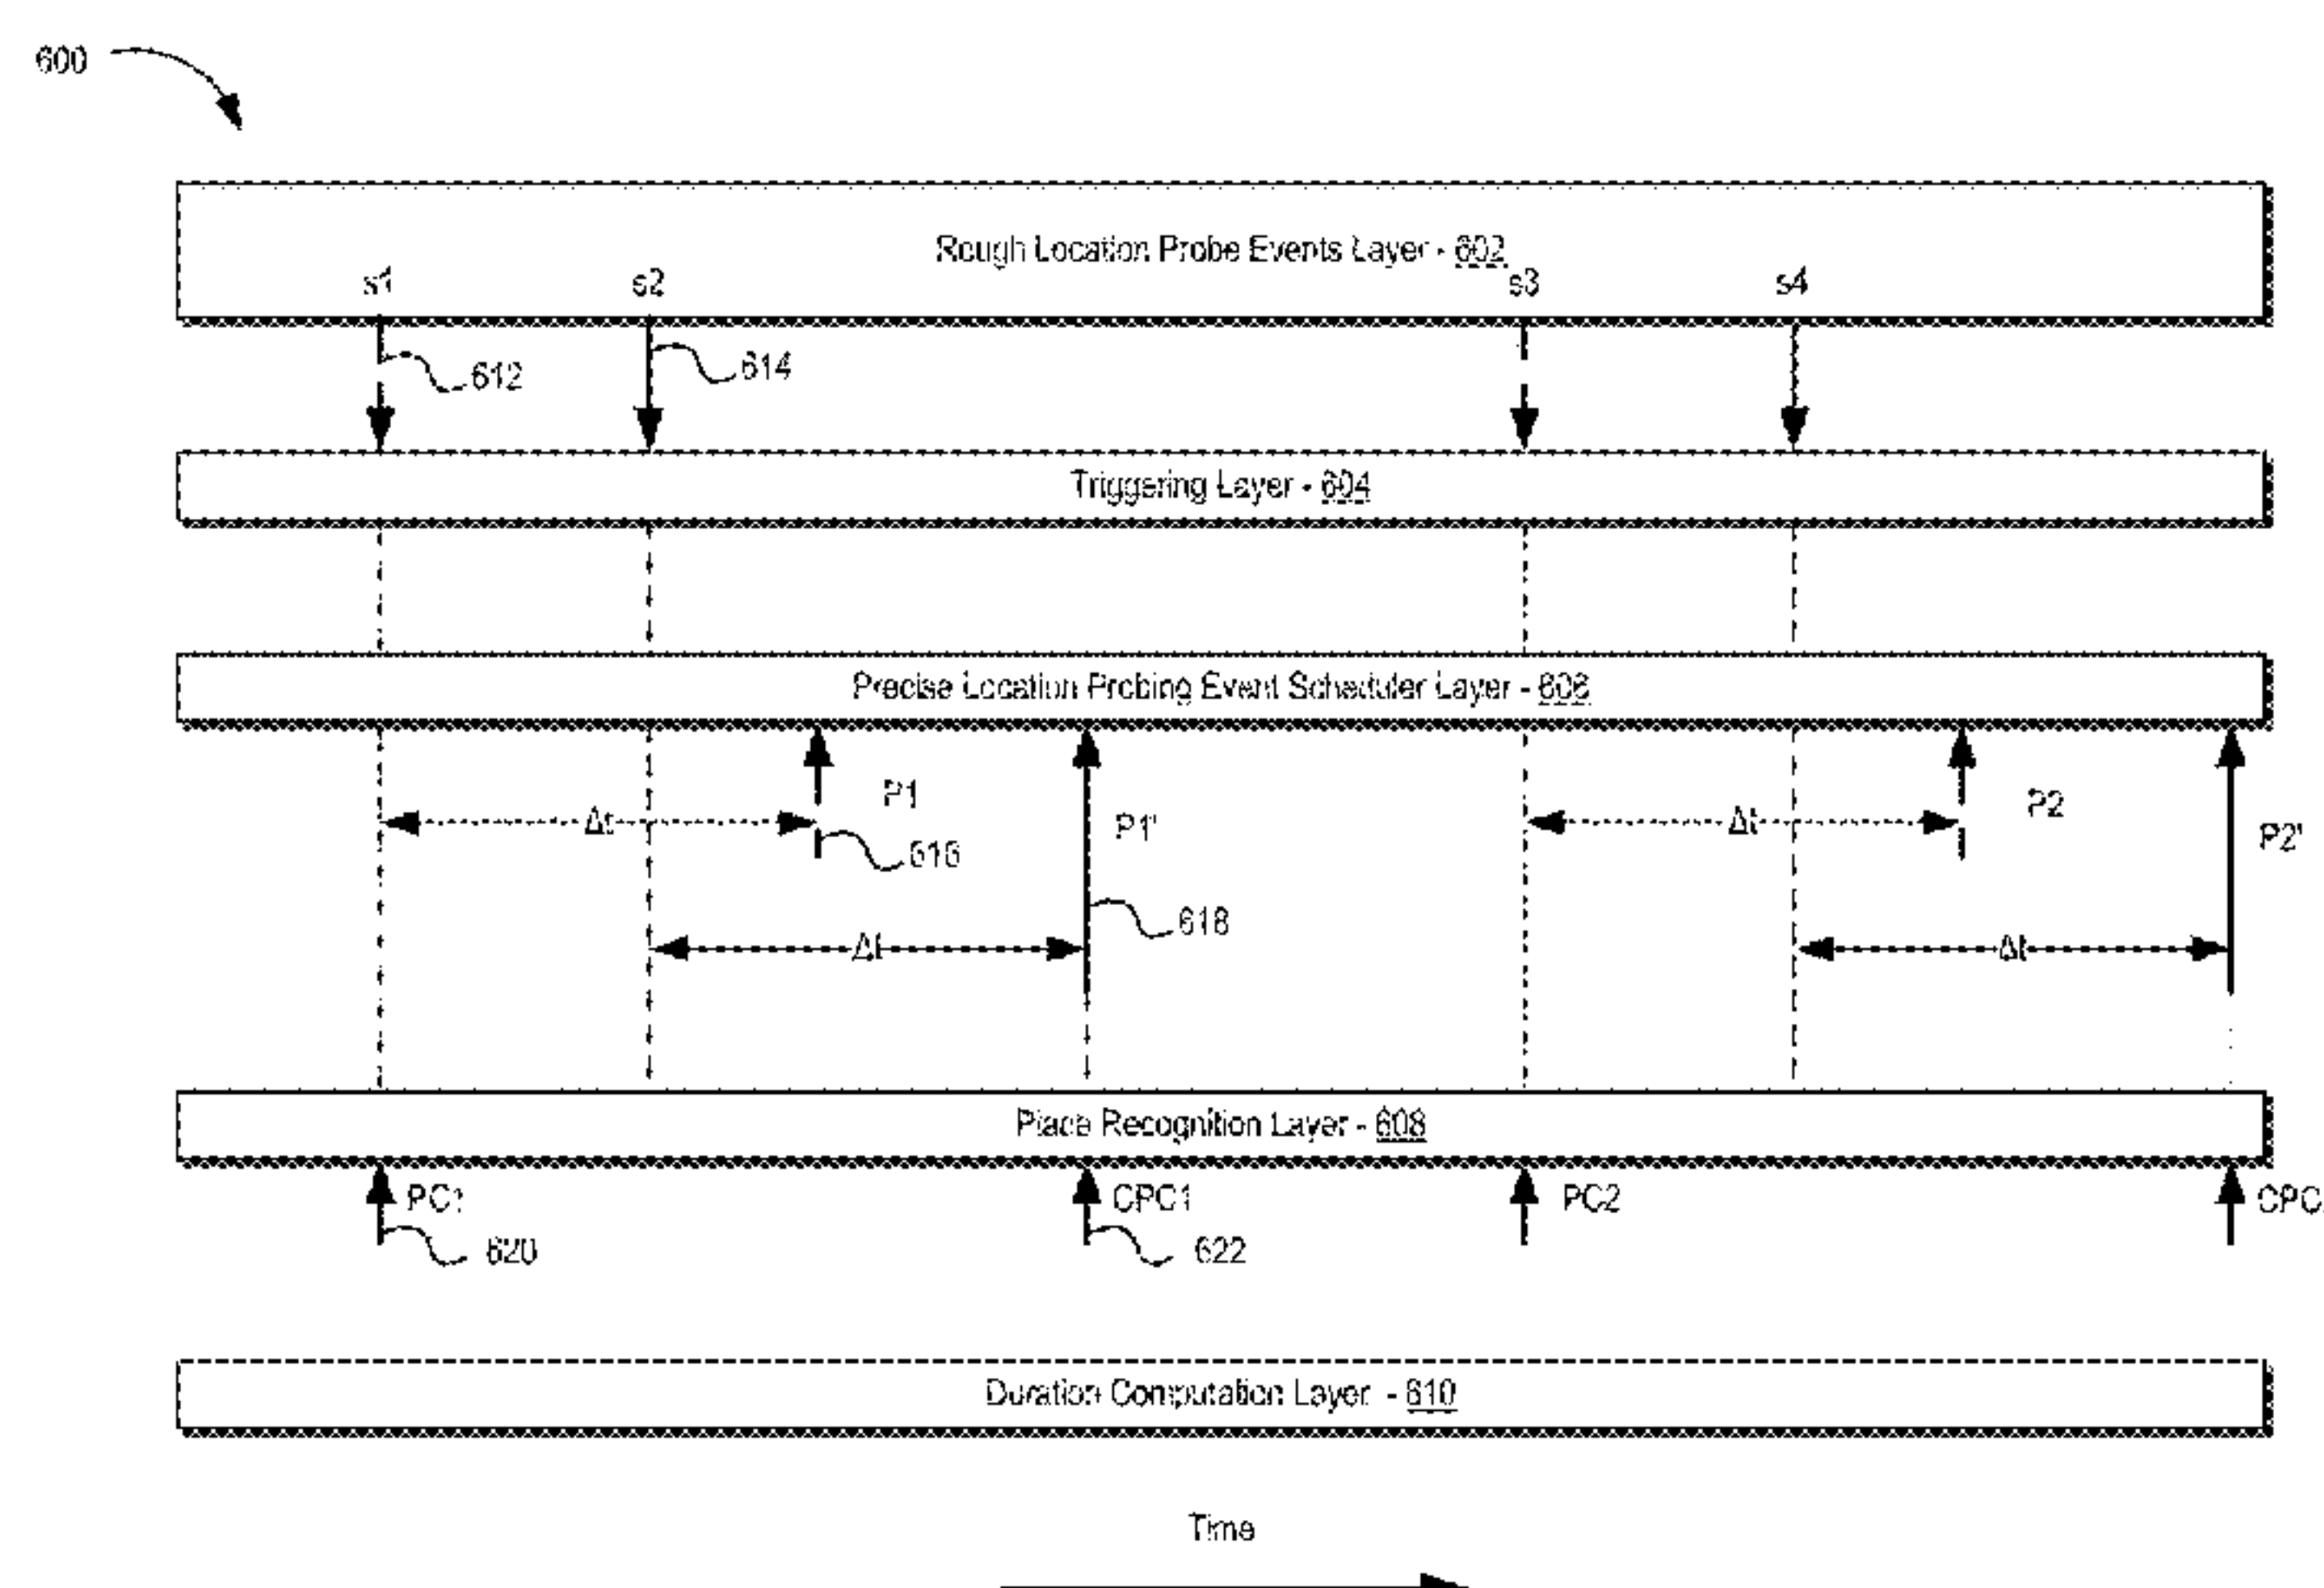 600
Rough Location Probe Events Layer - 602
s1
s2
s3
s4
612
614
Triggering Layer - 604
Precise Location Probing Event Scheduler Layer - 606
P1
P1'
P2
P2'
Δt
Δt
616
618
Δt
Δt
Place Recognition Layer - 608
PC1
CPC1
PC2
CPC
620
622
Duration Computation Layer - 610
Time